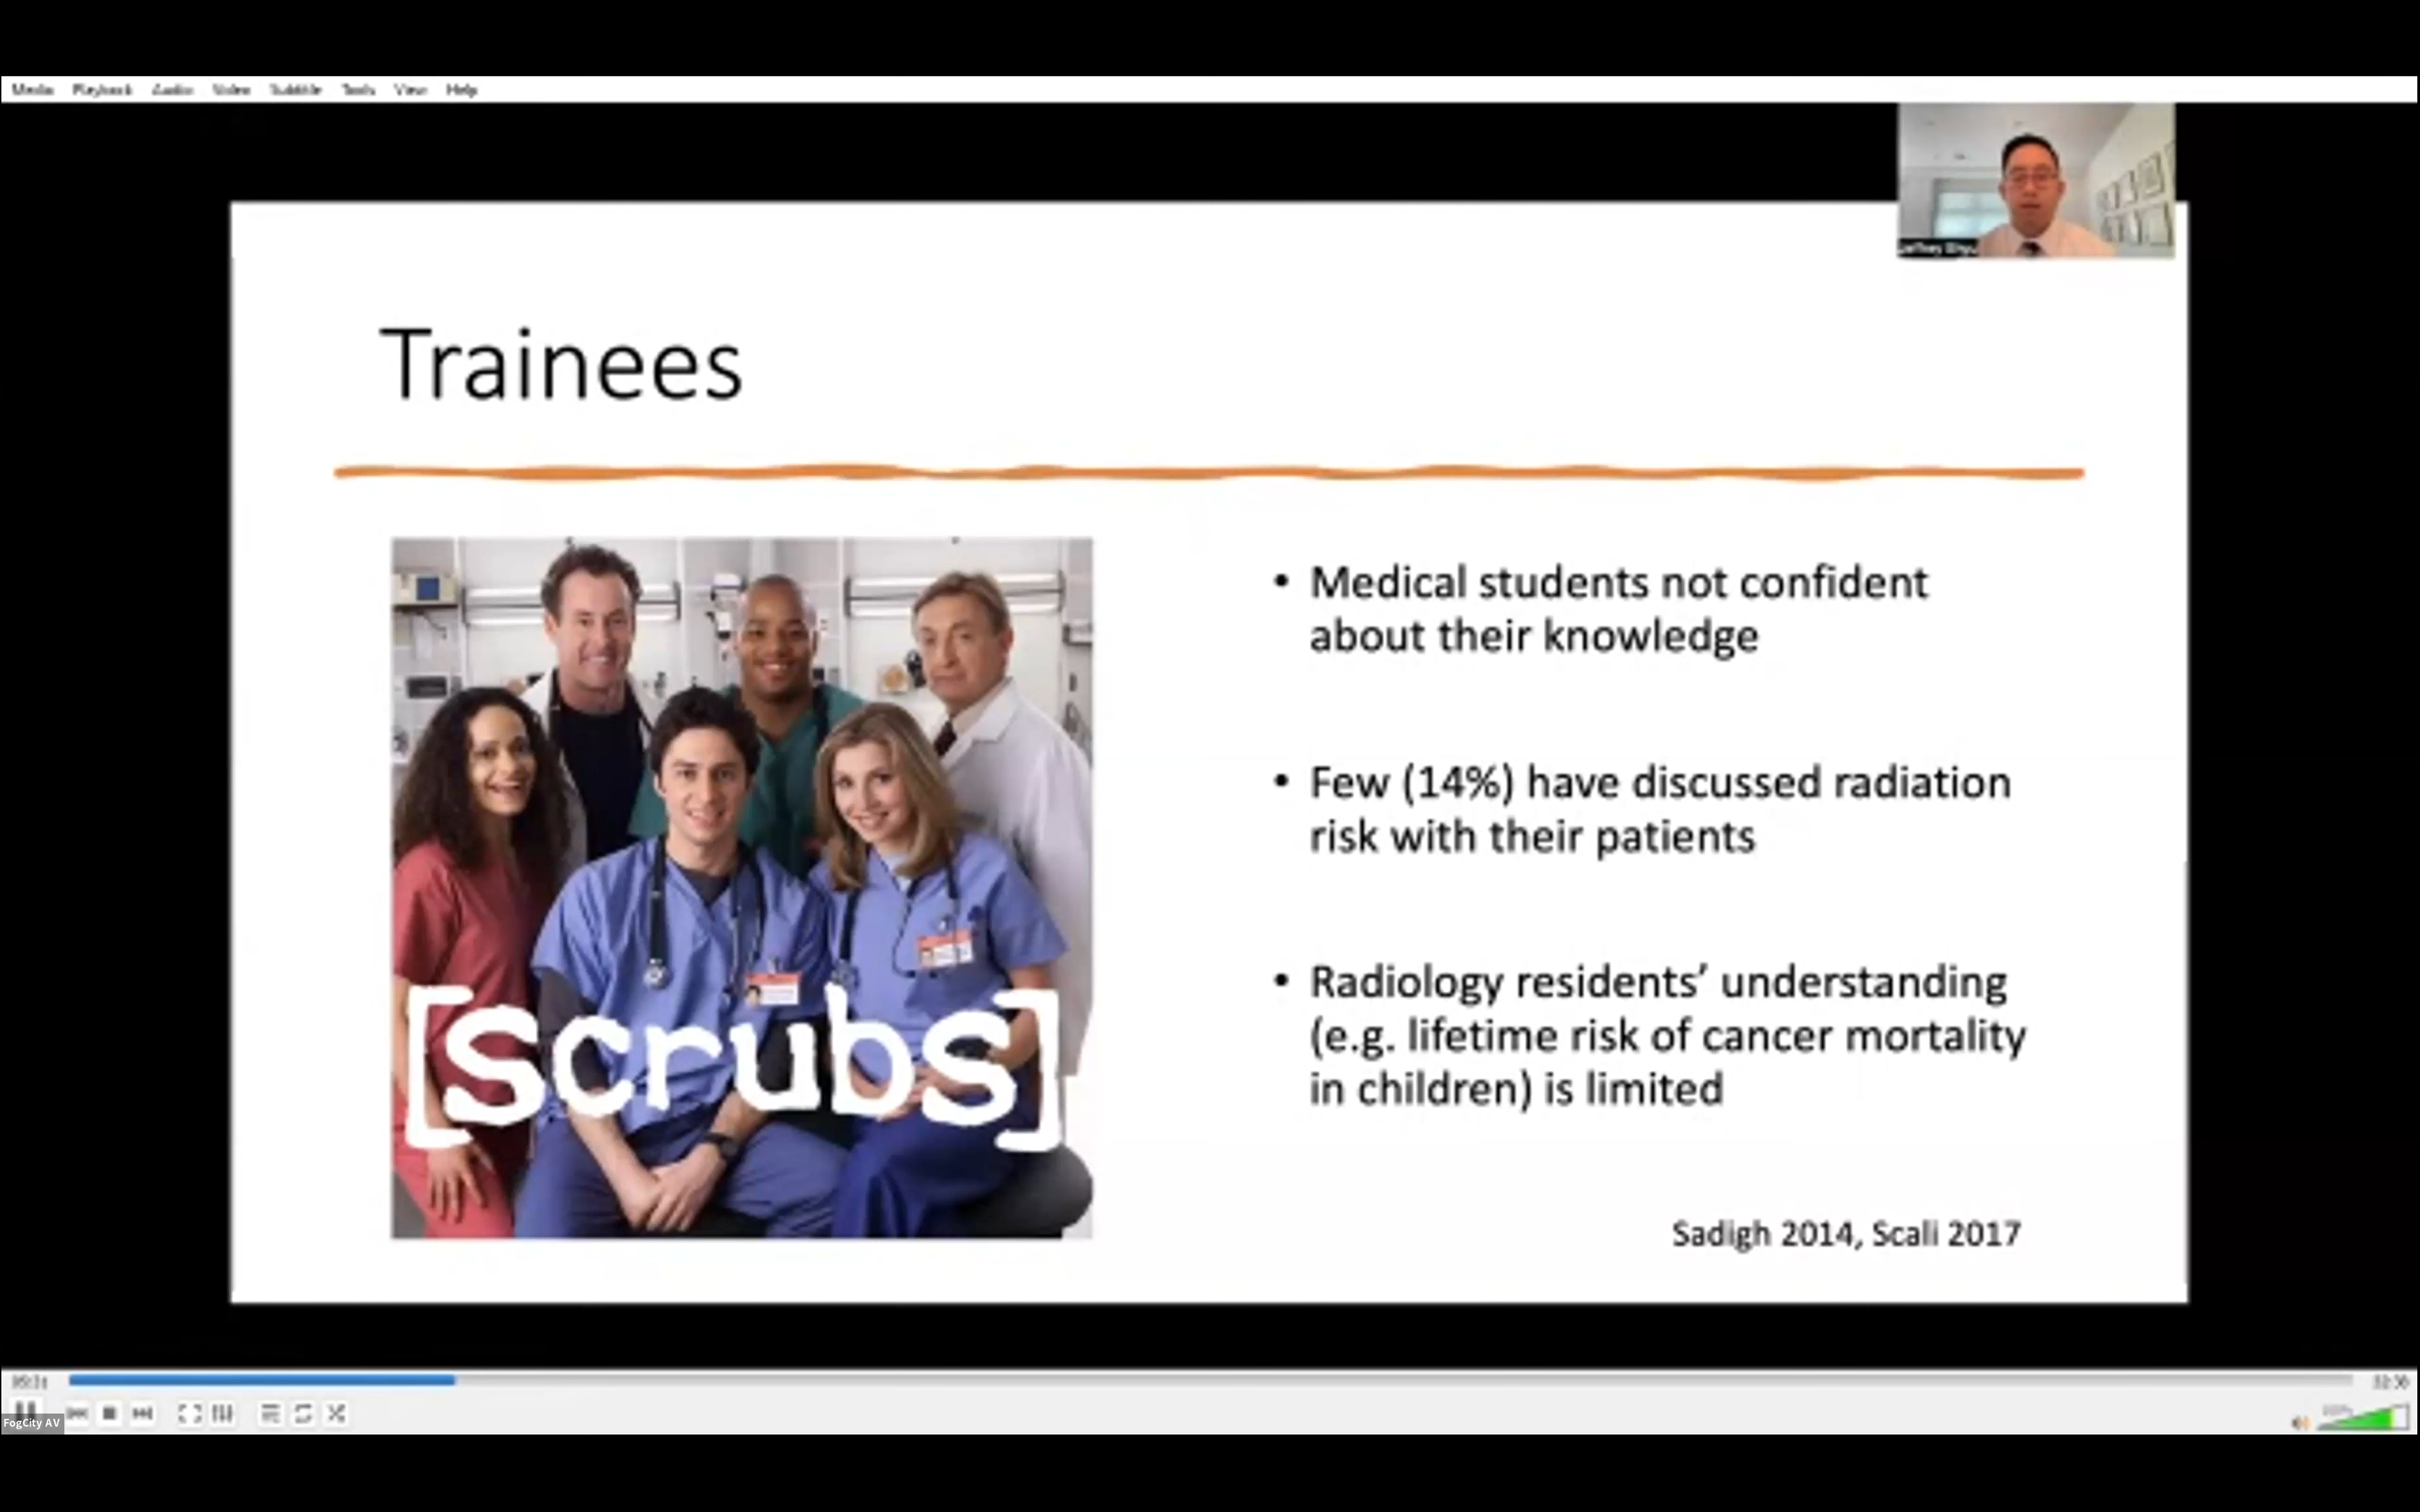 Media Playback Audio Video Subtitle Tools View Help
Trainees
• Medical students not confident
about their knowledge
• Few (14%) have discussed radiation
risk with their patients
• Radiology residents’ understanding
(e.g. lifetime risk of cancer mortality
in children) is limited
[scrubs]
Sadigh 2014, Scali 2017
FogCity AV